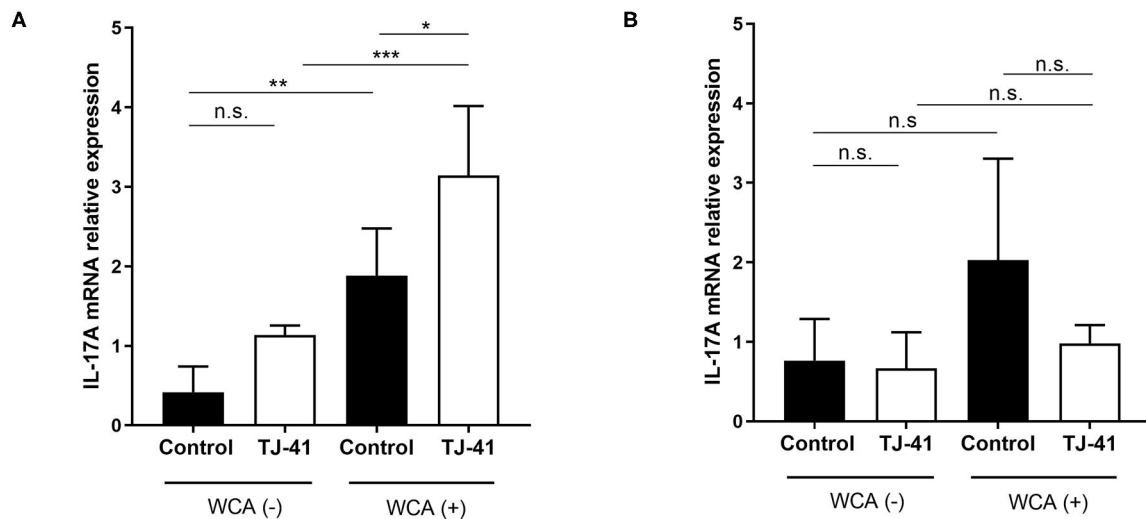 A
IL-17A mRNA relative expression
5
4
3
2
1
0
*
***
**
n.s.
Control TJ-41 Control TJ-41
WCA (-) WCA (+)
B
IL-17A mRNA relative expression
5
4
3
2
1
0
n.s.
n.s.
n.s
n.s.
Control TJ-41 Control TJ-41
WCA (-) WCA (+)